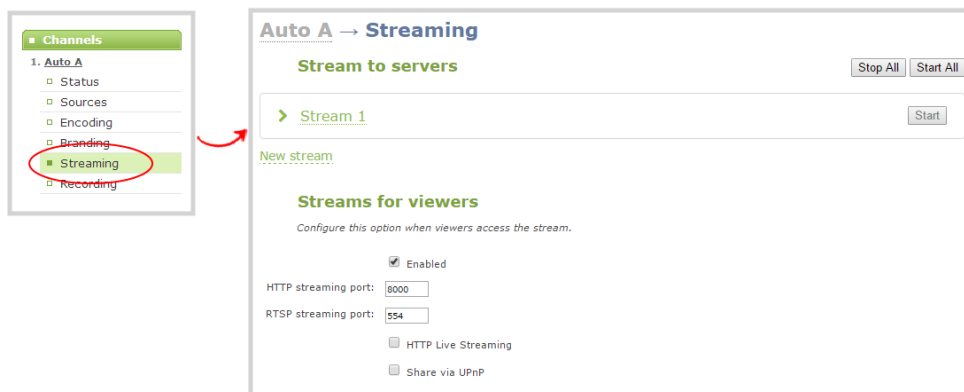 Channels
1. Auto A
Status
Sources
Encoding
Branding
Streaming
Recording
Auto A → Streaming
Stream to servers
Stop All Start All
Stream 1
Start
New stream
Streams for viewers
Configure this option when viewers access the stream.
Enabled
HTTP streaming port: 8000
RTSP streaming port: 554
HTTP Live Streaming
Share via UPnP